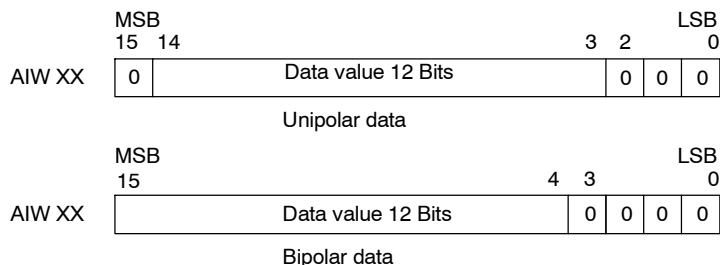 MSB LSB
15 14 3 2 0
AIW XX 0 Data value 12 Bits 0 0 0
Unipolar data
MSB LSB
15 4 3 0
AIW XX Data value 12 Bits 0 0 0 0
Bipolar data